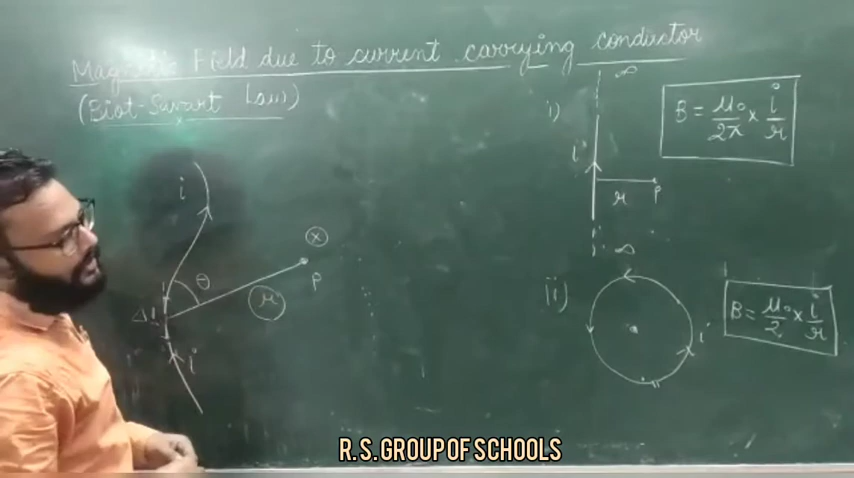 Magnetic Field due to current carrying conductor
(Biot-Savart Law)
i
θ
Δl
r
P
i
i)
∞
i
r
P
∞
B = μ₀/2π × i/r
ii)
i
B = μ₀/2 × i/r
R.S. GROUP OF SCHOOLS